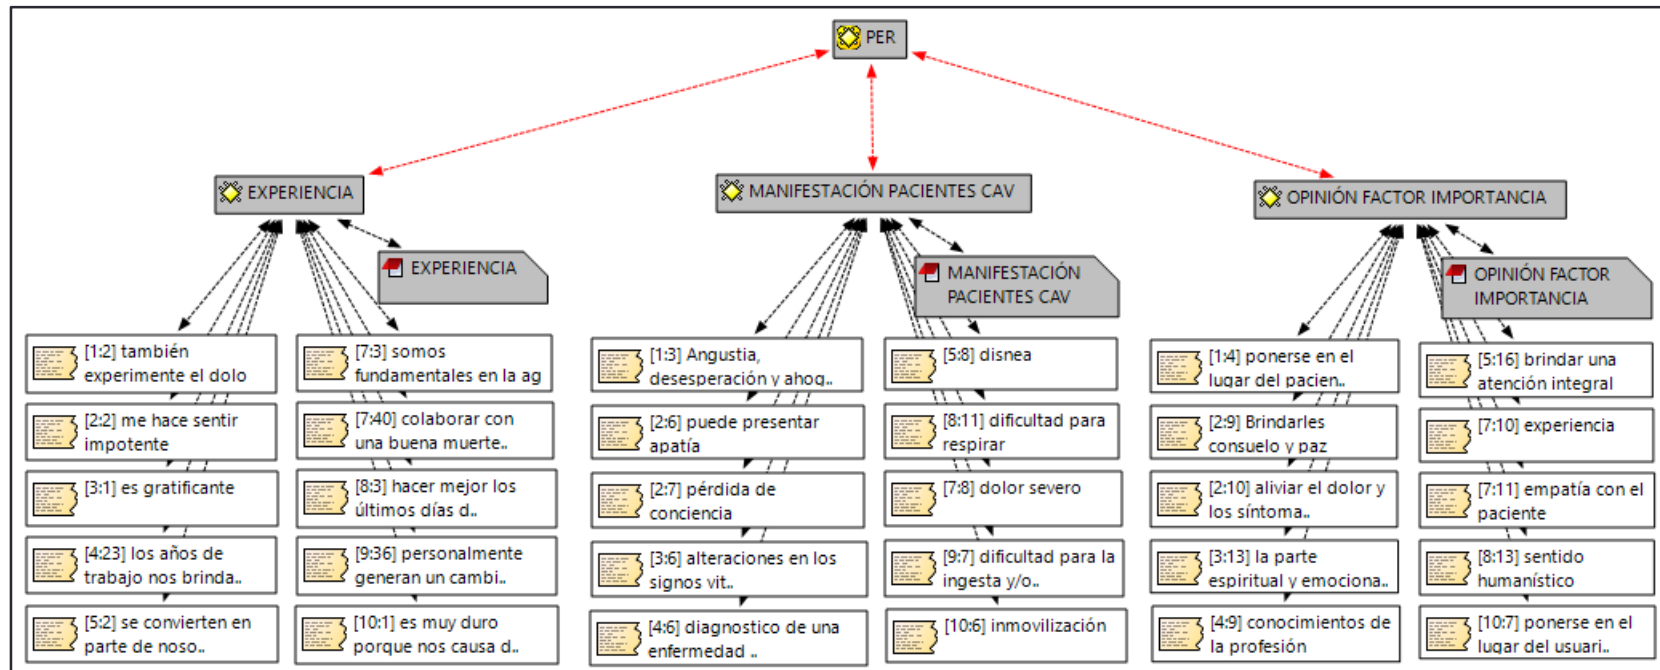 PER
EXPERIENCIA
MANIFESTACIÓN PACIENTES CAV
OPINIÓN FACTOR IMPORTANCIA
EXPERIENCIA
MANIFESTACIÓN
PACIENTES CAV
OPINIÓN FACTOR
IMPORTANCIA
[1:2] también
experimente el dolo
[2:2] me hace sentir
impotente
[3:1] es gratificante
[4:23] los años de
trabajo nos brinda..
[5:2] se convierten en
parte de noso..
[7:3] somos
fundamentales en la ag
[7:40] colaborar con
una buena muerte..
[8:3] hacer mejor los
últimos días d..
[9:36] personalmente
generan un cambi..
[10:1] es muy duro
porque nos causa d..
[1:3] Angustia,
desesperación y ahog..
[2:6] puede presentar
apatía
[2:7] pérdida de
conciencia
[3:6] alteraciones en los
signos vit..
[4:6] diagnostico de una
enfermedad ..
[5:8] disnea
[8:11] dificultad para
respirar
[7:8] dolor severo
[9:7] dificultad para la
ingesta y/o..
[10:6] inmovilización
[1:4] ponerse en el
lugar del pacien..
[2:9] Brindarles
consuelo y paz
[2:10] aliviar el dolor y
los síntoma..
[3:13] la parte
espiritual y emociona..
[4:9] conocimientos de
la profesión
[5:16] brindar una
atención integral
[7:10] experiencia
[7:11] empatía con el
paciente
[8:13] sentido
humanístico
[10:7] ponerse en el
lugar del usuari..